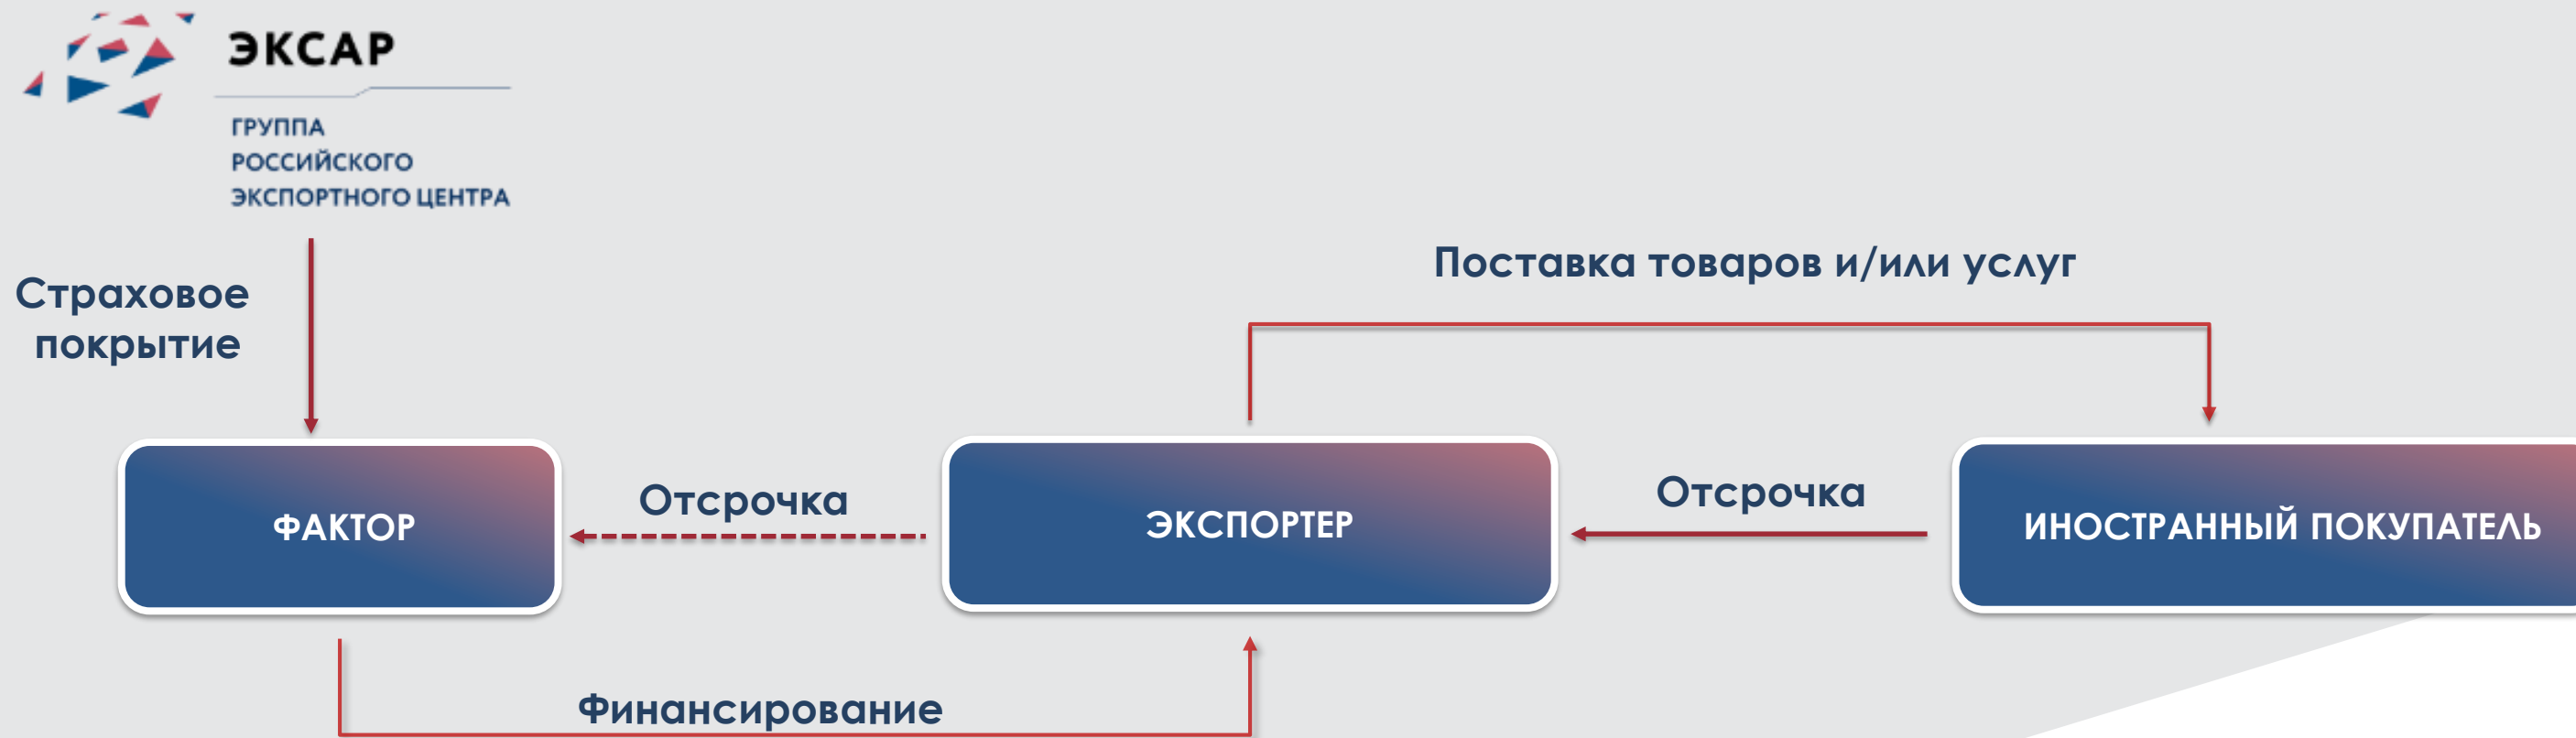 ЭКСАР
ГРУППА
РОССИЙСКОГО
ЭКСПОРТНОГО ЦЕНТРА
Страховое
покрытие
Поставка товаров и/или услуг
ФАКТОР
Отсрочка
ЭКСПОРТЕР
Отсрочка
ИНОСТРАННЫЙ ПОКУПАТЕЛЬ
Финансирование